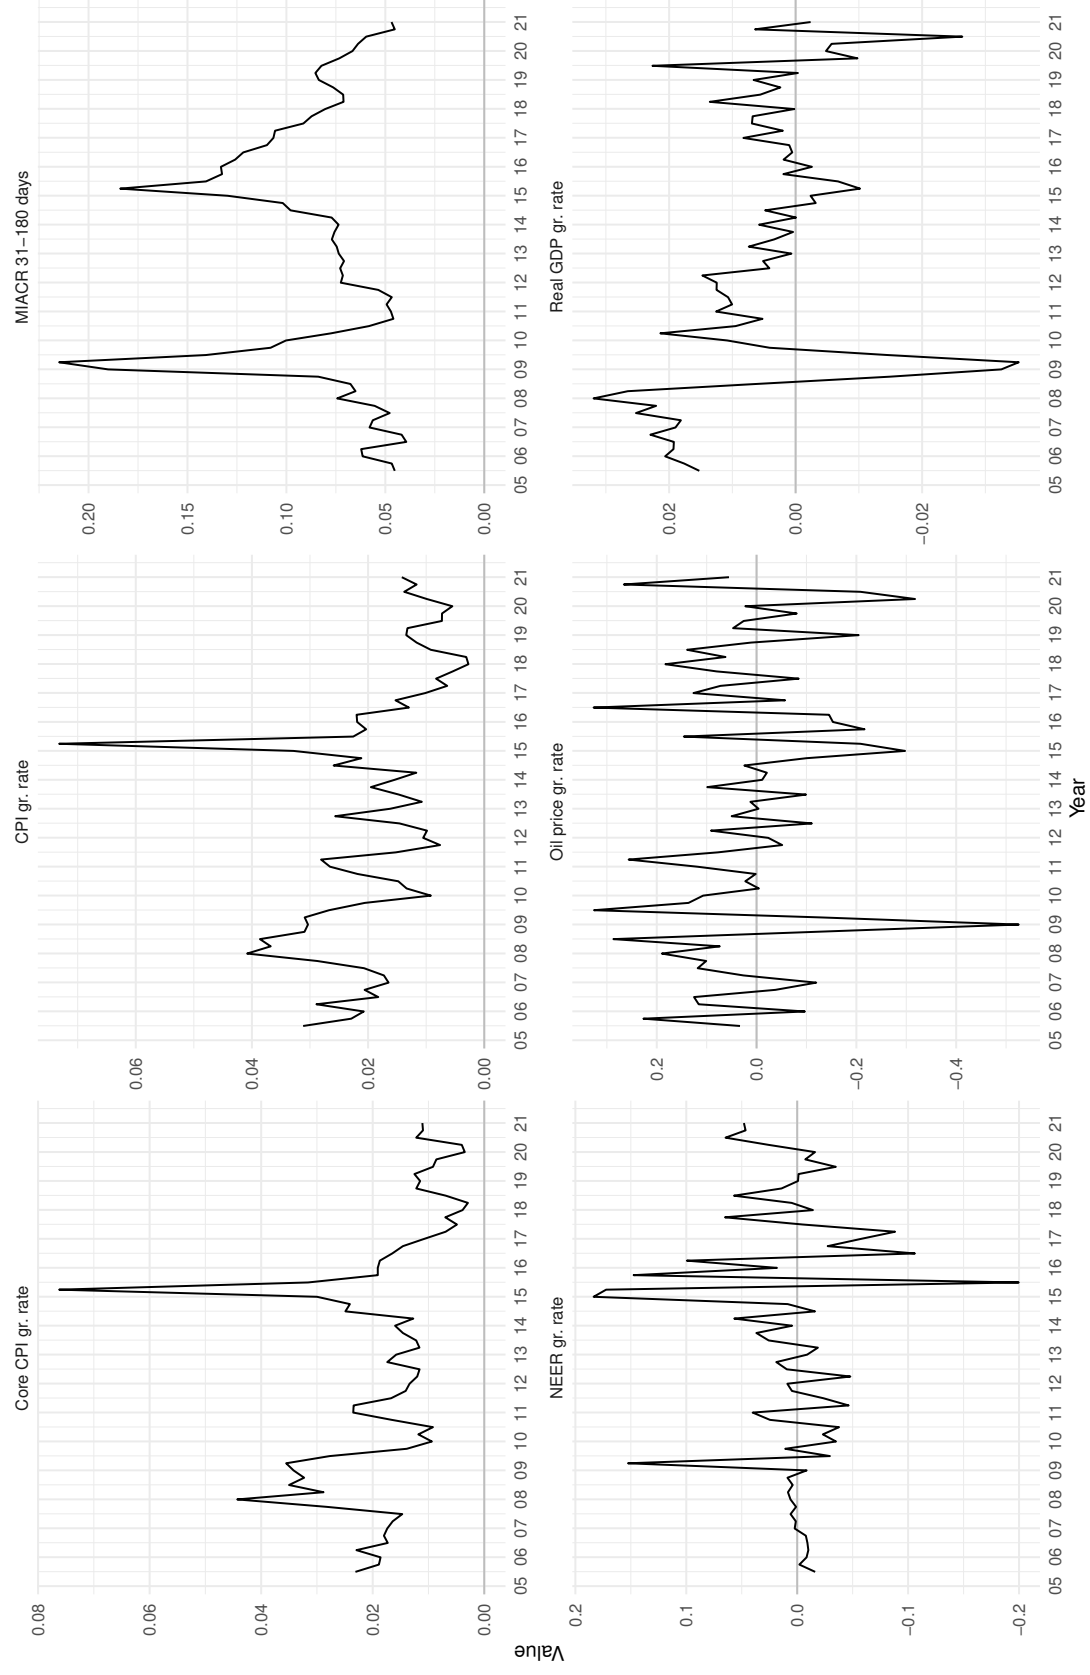 Core CPI gr. rate
CPI gr. rate
MIACR 31−180 days
0.08
0.06
0.04
0.02
0.00
05 06 07 08 09 10 11 12 13 14 15 16 17 18 19 20 21
0.06
0.04
0.02
0.00
05 06 07 08 09 10 11 12 13 14 15 16 17 18 19 20 21
0.20
0.15
0.10
0.05
0.00
05 06 07 08 09 10 11 12 13 14 15 16 17 18 19 20 21
NEER gr. rate
Oil price gr. rate
Real GDP gr. rate
0.2
0.1
0.0
−0.1
−0.2
05 06 07 08 09 10 11 12 13 14 15 16 17 18 19 20 21
0.2
0.0
−0.2
−0.4
05 06 07 08 09 10 11 12 13 14 15 16 17 18 19 20 21
0.02
0.00
−0.02
05 06 07 08 09 10 11 12 13 14 15 16 17 18 19 20 21
Value
Year